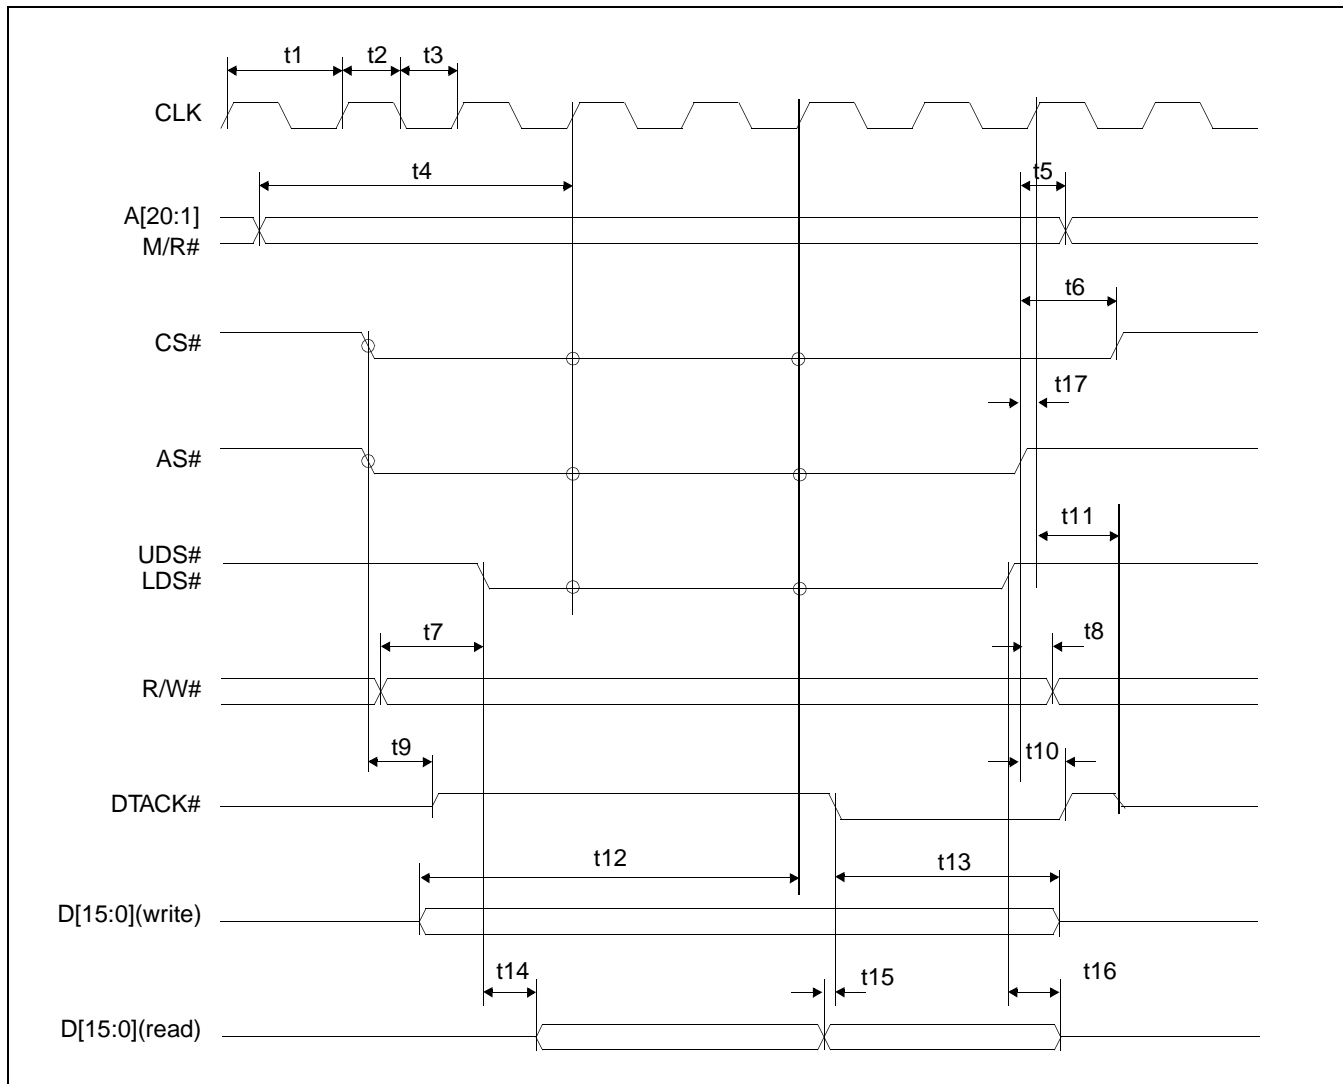 t1
t2
t3
CLK
t4
t5
A[20:1]
M/R#
t6
CS#
t17
AS#
t11
UDS#
LDS#
t7
t8
R/W#
t9
t10
DTACK#
t12
t13
D[15:0](write)
t14
t15
t16
D[15:0](read)